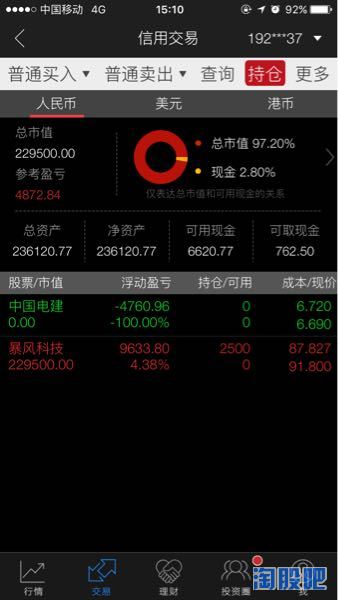 中国移动 4G 15:10 92%
信用交易 192***37
普通买入 普通卖出 查询 持仓 更多
人民币 美元 港币
总市值
229500.00
参考盈亏
4872.84
总市值 97.20%
现金 2.80%
仅表达总市值和可用现金的关系
总资产 净资产 可用现金 可取现金
236120.77 236120.77 6620.77 762.50
股票/市值 浮动盈亏 持仓/可用 成本/现价
中国电建 -4760.96 0 6.720
0.00 -100.00% 0 6.690
暴风科技 9633.80 2500 87.827
229500.00 4.38% 0 91.800
行情 交易 理财 投资圈 我
淘股吧